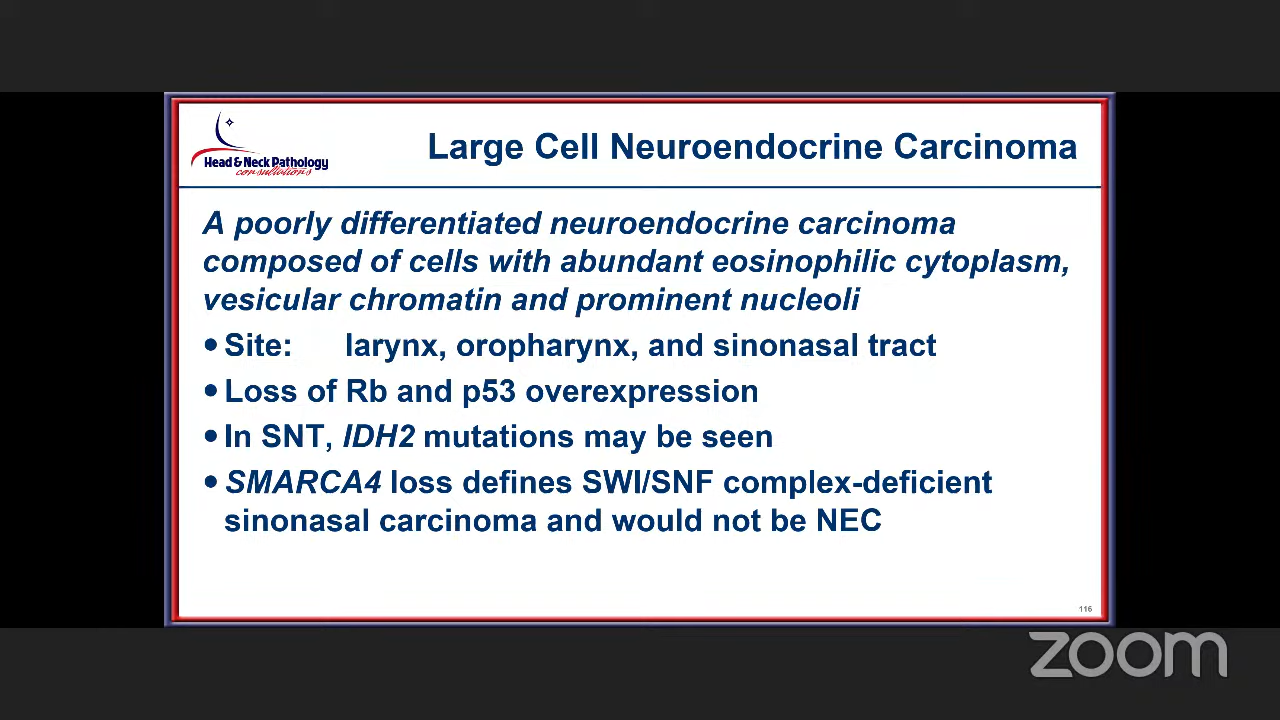 Head & Neck Pathology
consultations
Large Cell Neuroendocrine Carcinoma
A poorly differentiated neuroendocrine carcinoma
composed of cells with abundant eosinophilic cytoplasm,
vesicular chromatin and prominent nucleoli
• Site: larynx, oropharynx, and sinonasal tract
• Loss of Rb and p53 overexpression
• In SNT, IDH2 mutations may be seen
• SMARCA4 loss defines SWI/SNF complex-deficient
sinonasal carcinoma and would not be NEC
116
zoom